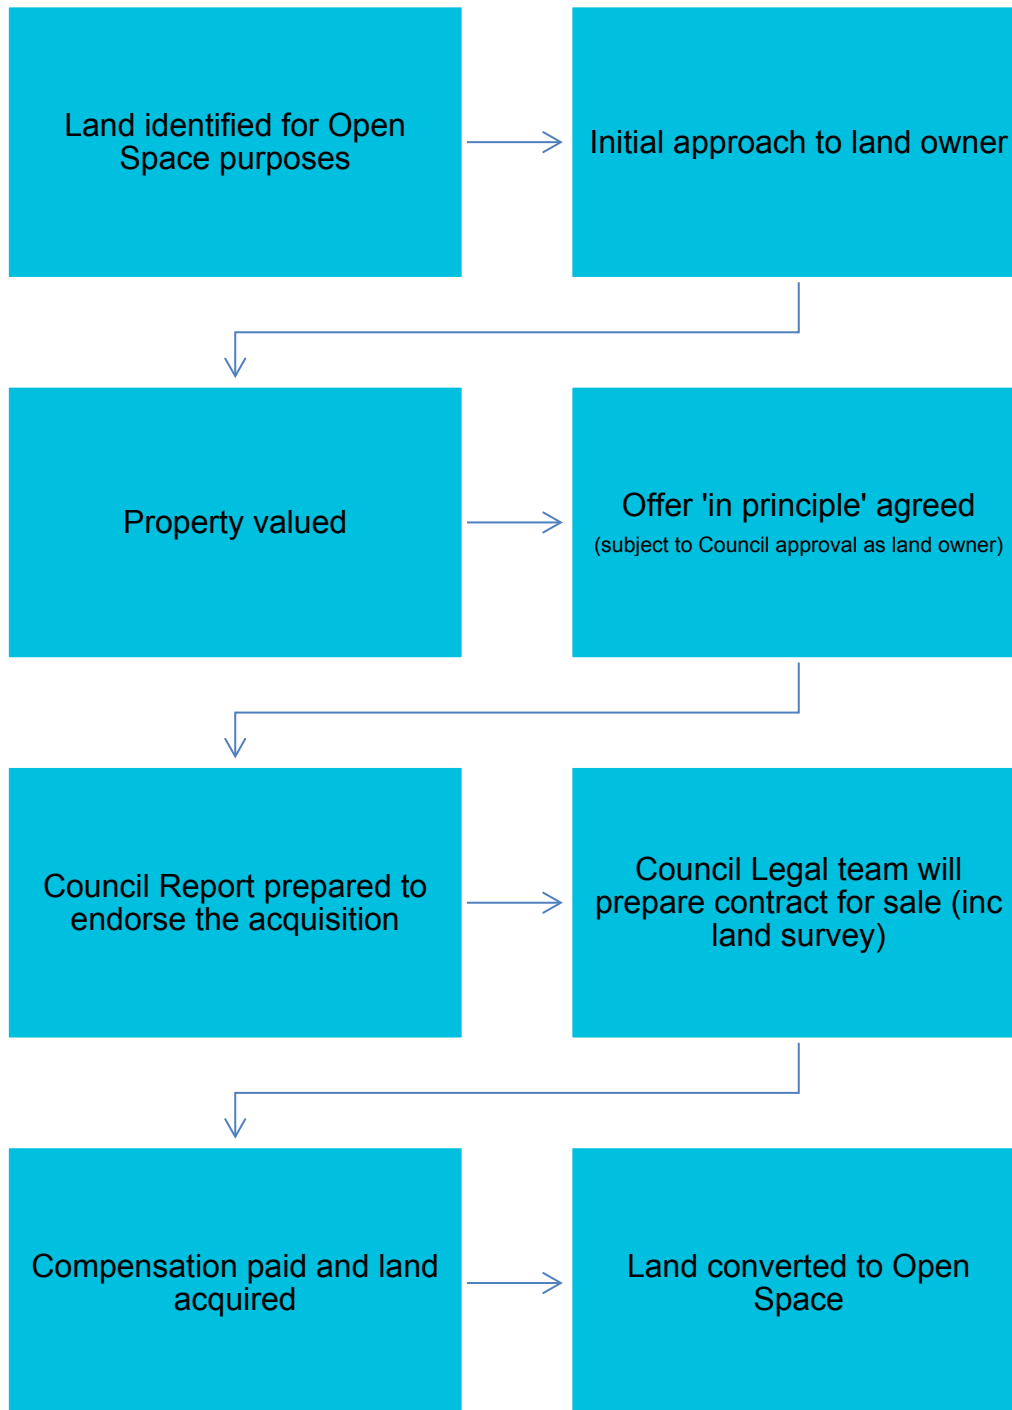 Land identified for Open
Space purposes
Initial approach to land owner
Property valued
Offer 'in principle' agreed
(subject to Council approval as land owner)
Council Report prepared to
endorse the acquisition
Council Legal team will
prepare contract for sale (inc
land survey)
Compensation paid and land
acquired
Land converted to Open
Space